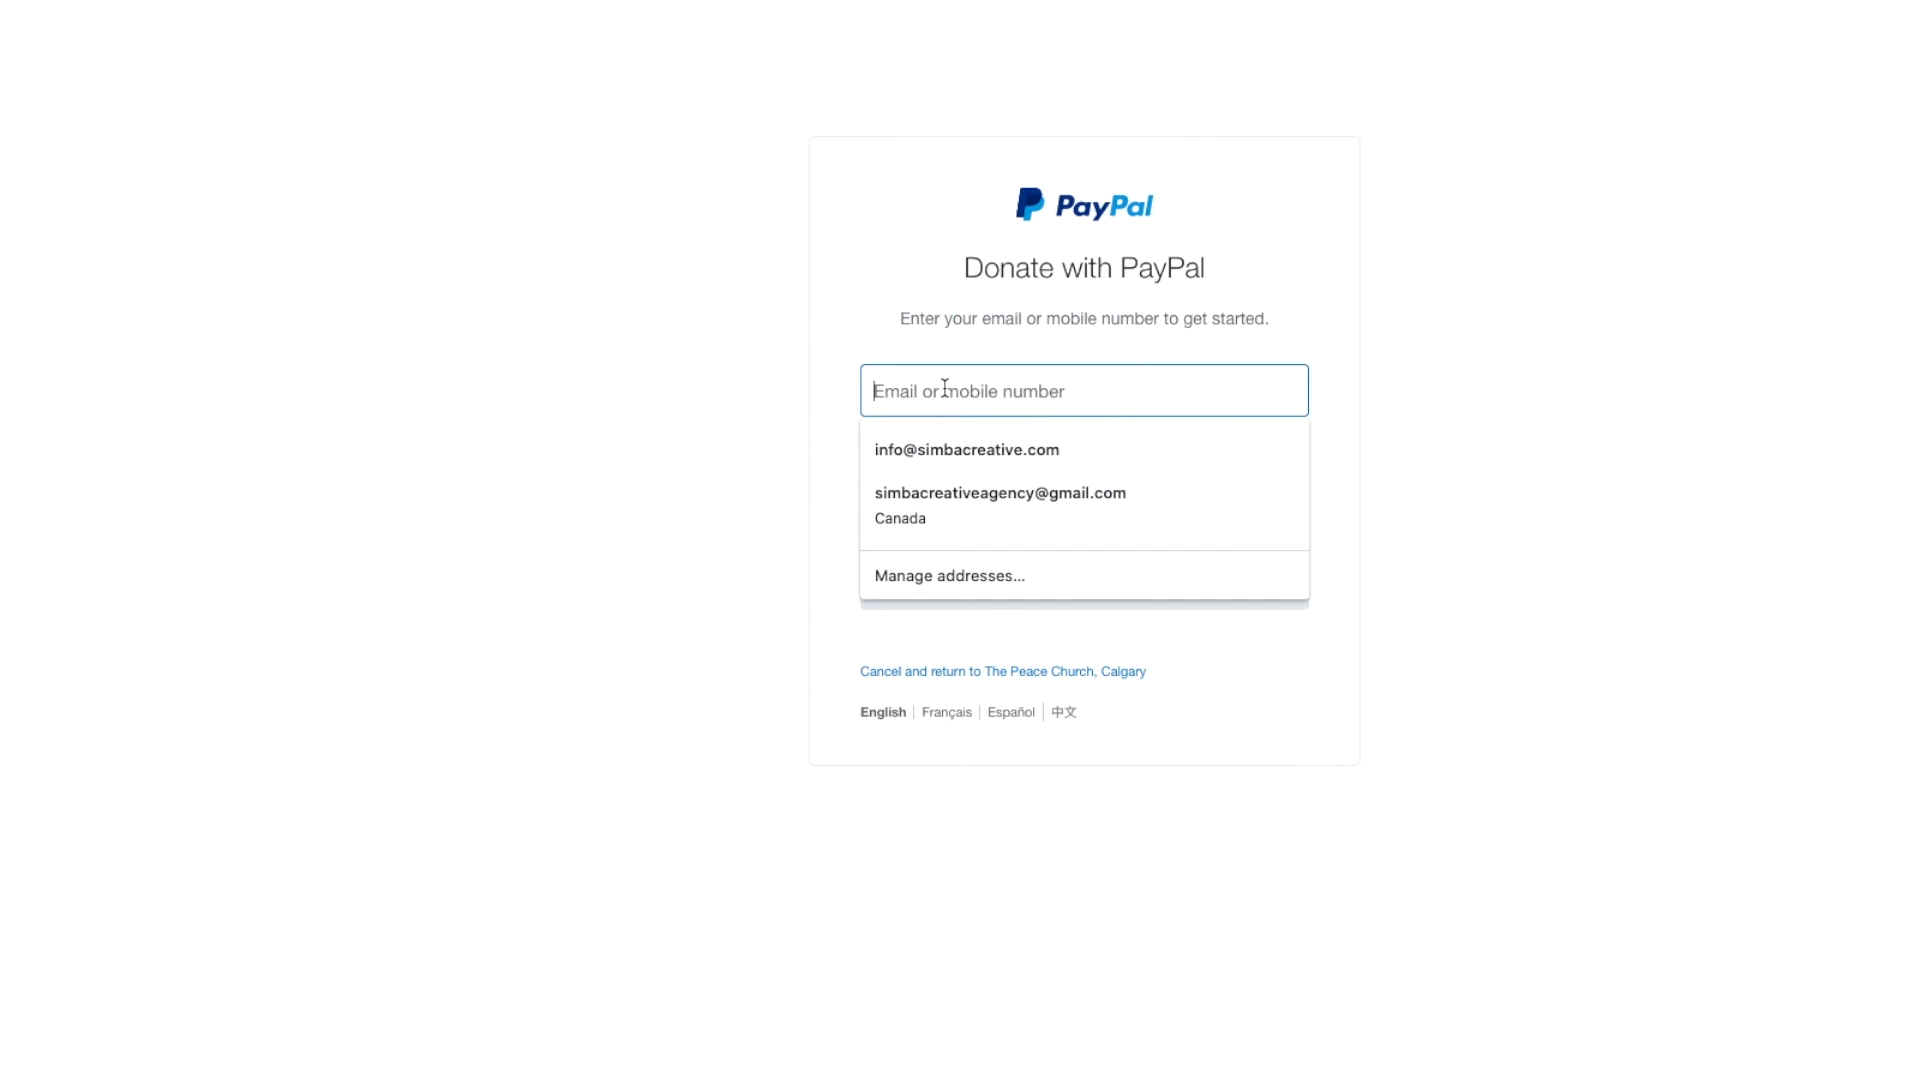 PayPal
Donate with PayPal
Enter your email or mobile number to get started.
Email or mobile number
info@simbacreative.com
simbacreativeagency@gmail.com
Canada
Manage addresses...
Cancel and return to The Peace Church, Calgary
English Français Español 中文